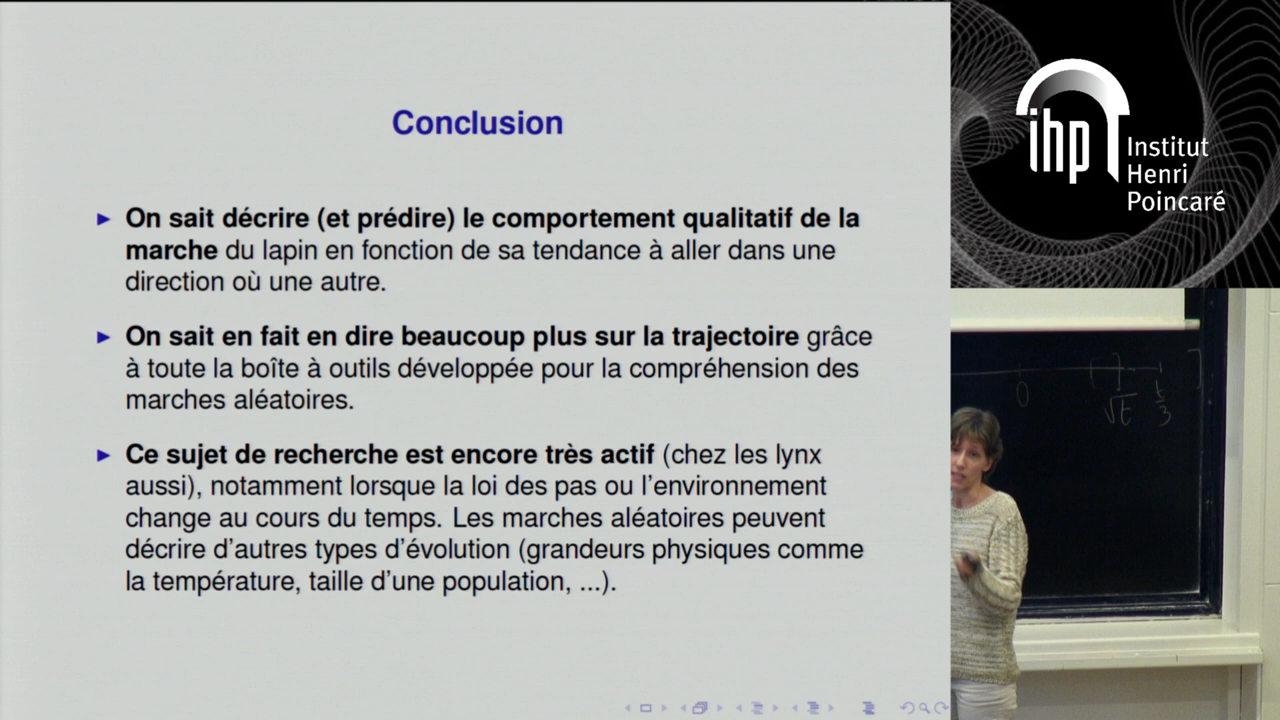 Conclusion
► On sait décrire (et prédire) le comportement qualitatif de la
marche du lapin en fonction de sa tendance à aller dans une
direction où une autre.
► On sait en fait en dire beaucoup plus sur la trajectoire grâce
à toute la boîte à outils développée pour la compréhension des
marches aléatoires.
► Ce sujet de recherche est encore très actif (chez les lynx
aussi), notamment lorsque la loi des pas ou l'environnement
change au cours du temps. Les marches aléatoires peuvent
décrire d'autres types d'évolution (grandeurs physiques comme
la température, taille d'une population, ...).
ihp
Institut
Henri
Poincaré
[ ] ]
0 √t t/3